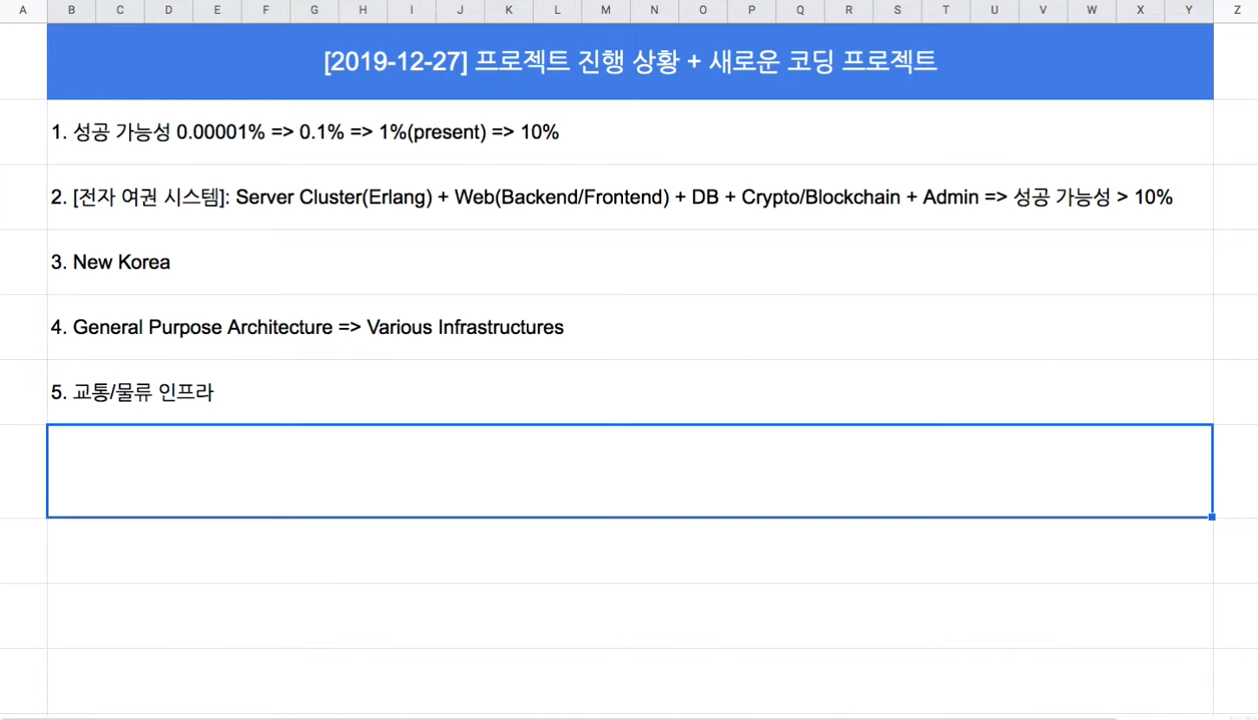 A B C D E F G H I J K L M N O P Q R S T U V W X Y Z
[2019-12-27] 프로젝트 진행 상황 + 새로운 코딩 프로젝트
1. 성공 가능성 0.00001% => 0.1% => 1%(present) => 10%
2. [전자 여권 시스템]: Server Cluster(Erlang) + Web(Backend/Frontend) + DB + Crypto/Blockchain + Admin => 성공 가능성 > 10%
3. New Korea
4. General Purpose Architecture => Various Infrastructures
5. 교통/물류 인프라